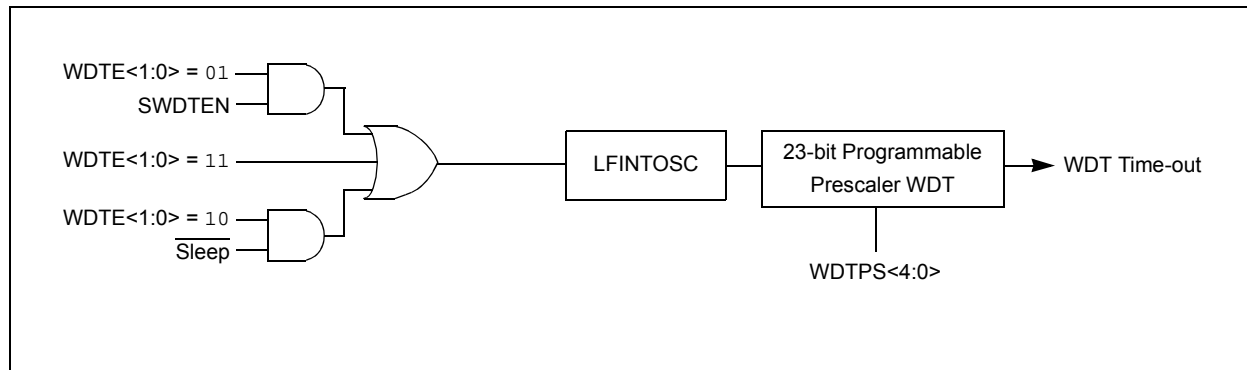 WDTE<1:0> = 01
SWDTEN
WDTE<1:0> = 11
WDTE<1:0> = 10
Sleep
LFINTOSC
23-bit Programmable
Prescaler WDT
WDT Time-out
WDTPS<4:0>